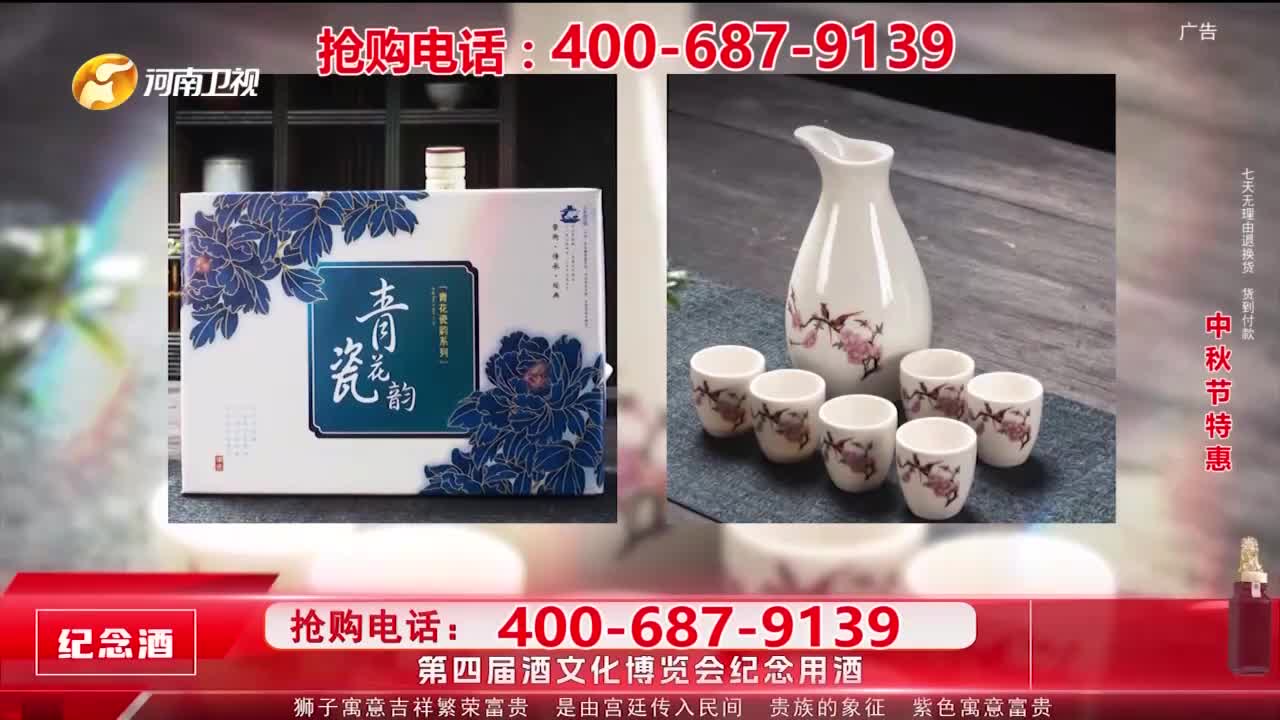 抢购电话：400-687-9139
广告
河南卫视
七天无理由退换货 货到付款
中秋节特惠
青花瓷韵
「青花瓷韵系列」
纪念酒
抢购电话： 400-687-9139
第四届酒文化博览会纪念用酒
狮子寓意吉祥繁荣富贵 是由宫廷传入民间 贵族的象征 紫色寓意富贵